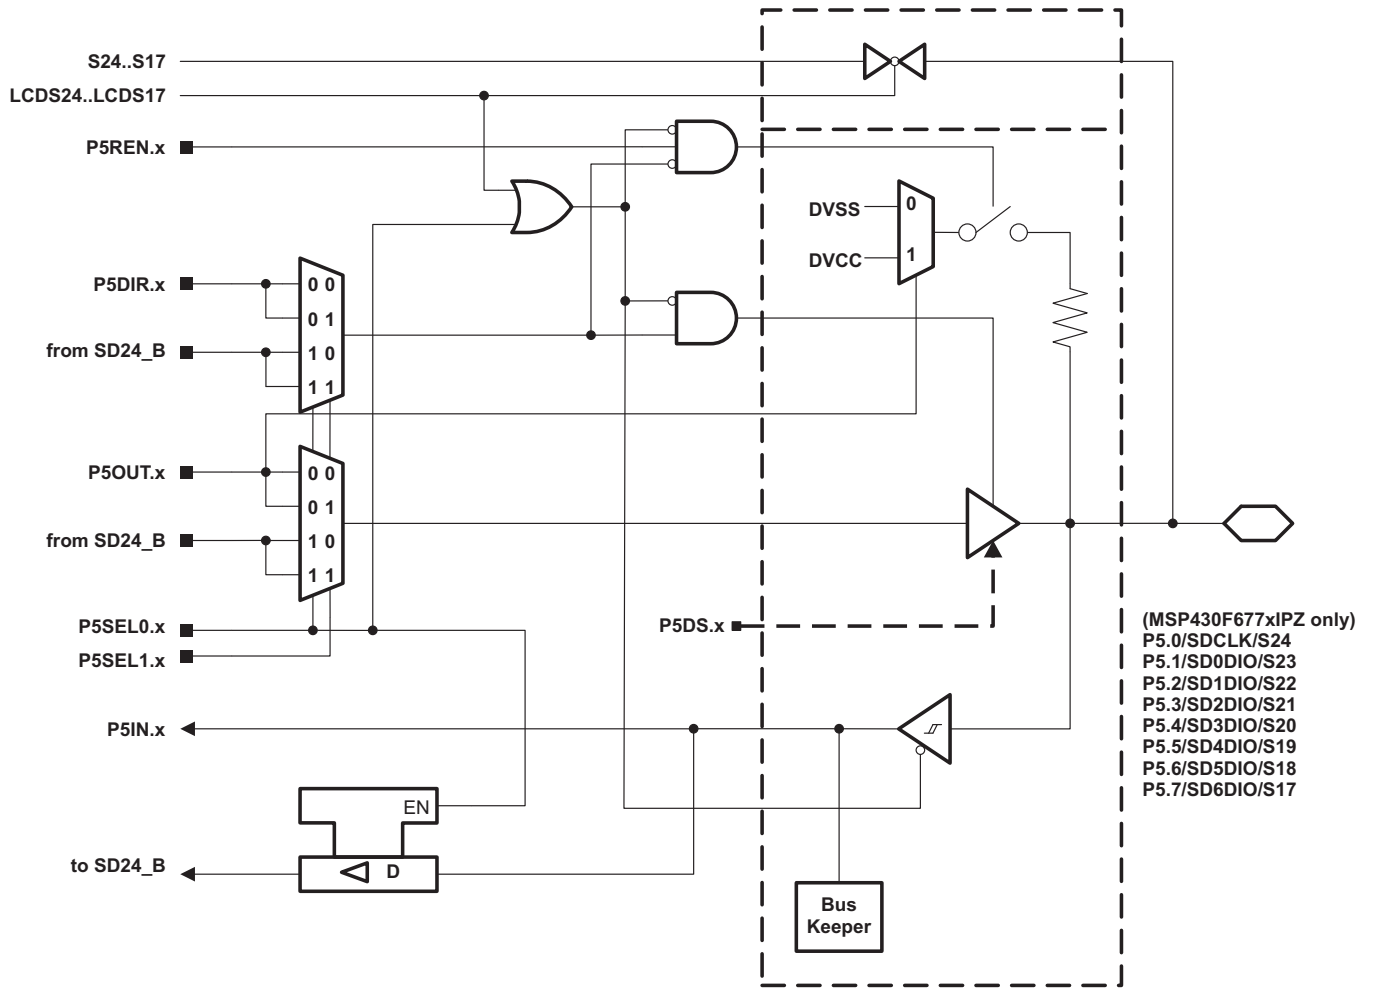 S24..S17
LCDS24..LCDS17
P5REN.x
DVSS
0
DVCC
1
P5DIR.x
0 0
0 1
from SD24_B
1 0
1 1
P5OUT.x
0 0
0 1
from SD24_B
1 0
1 1
P5SEL0.x
P5SEL1.x
P5DS.x
(MSP430F677xIPZ only)
P5.0/SDCLK/S24
P5.1/SD0DIO/S23
P5.2/SD1DIO/S22
P5.3/SD2DIO/S21
P5.4/SD3DIO/S20
P5.5/SD4DIO/S19
P5.6/SD5DIO/S18
P5.7/SD6DIO/S17
P5IN.x
EN
to SD24_B
D
Bus
Keeper